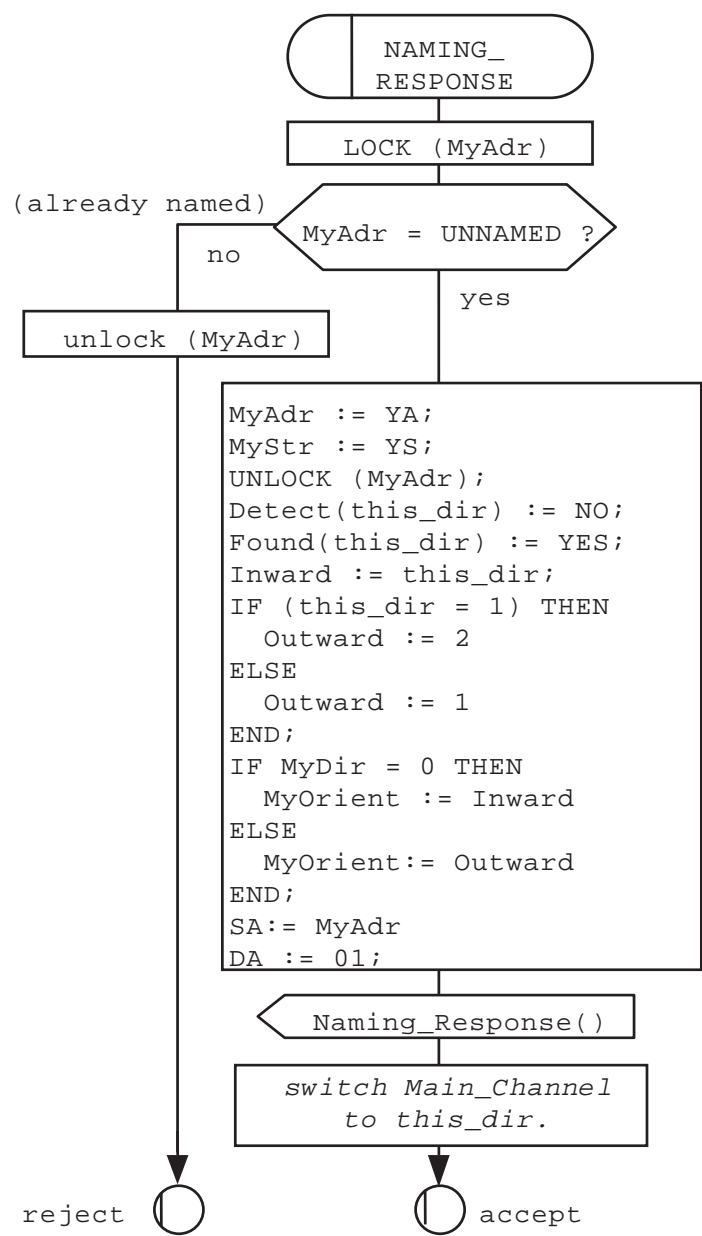 NAMING_
RESPONSE
LOCK (MyAdr)
(already named)
MyAdr = UNNAMED ?
no
yes
unlock (MyAdr)
MyAdr := YA;
MyStr := YS;
UNLOCK (MyAdr);
Detect(this_dir) := NO;
Found(this_dir) := YES;
Inward := this_dir;
IF (this_dir = 1) THEN
Outward := 2
ELSE
Outward := 1
END;
IF MyDir = 0 THEN
MyOrient := Inward
ELSE
MyOrient:= Outward
END;
SA:= MyAdr
DA := 01;
Naming_Response()
switch Main_Channel
to this_dir.
reject
accept